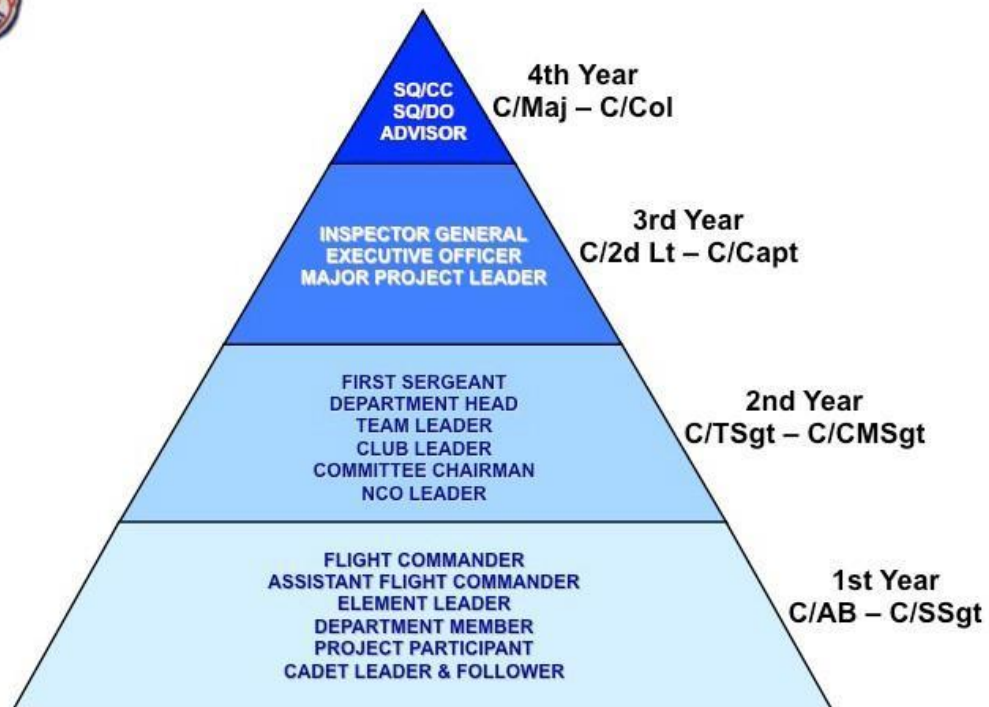 SQ/CC
SQ/DO
ADVISOR
4th Year
C/Maj – C/Col
INSPECTOR GENERAL
EXECUTIVE OFFICER
MAJOR PROJECT LEADER
3rd Year
C/2d Lt – C/Capt
FIRST SERGEANT
DEPARTMENT HEAD
TEAM LEADER
CLUB LEADER
COMMITTEE CHAIRMAN
NCO LEADER
2nd Year
C/TSgt – C/CMSgt
FLIGHT COMMANDER
ASSISTANT FLIGHT COMMANDER
ELEMENT LEADER
DEPARTMENT MEMBER
PROJECT PARTICIPANT
CADET LEADER & FOLLOWER
1st Year
C/AB – C/SSgt